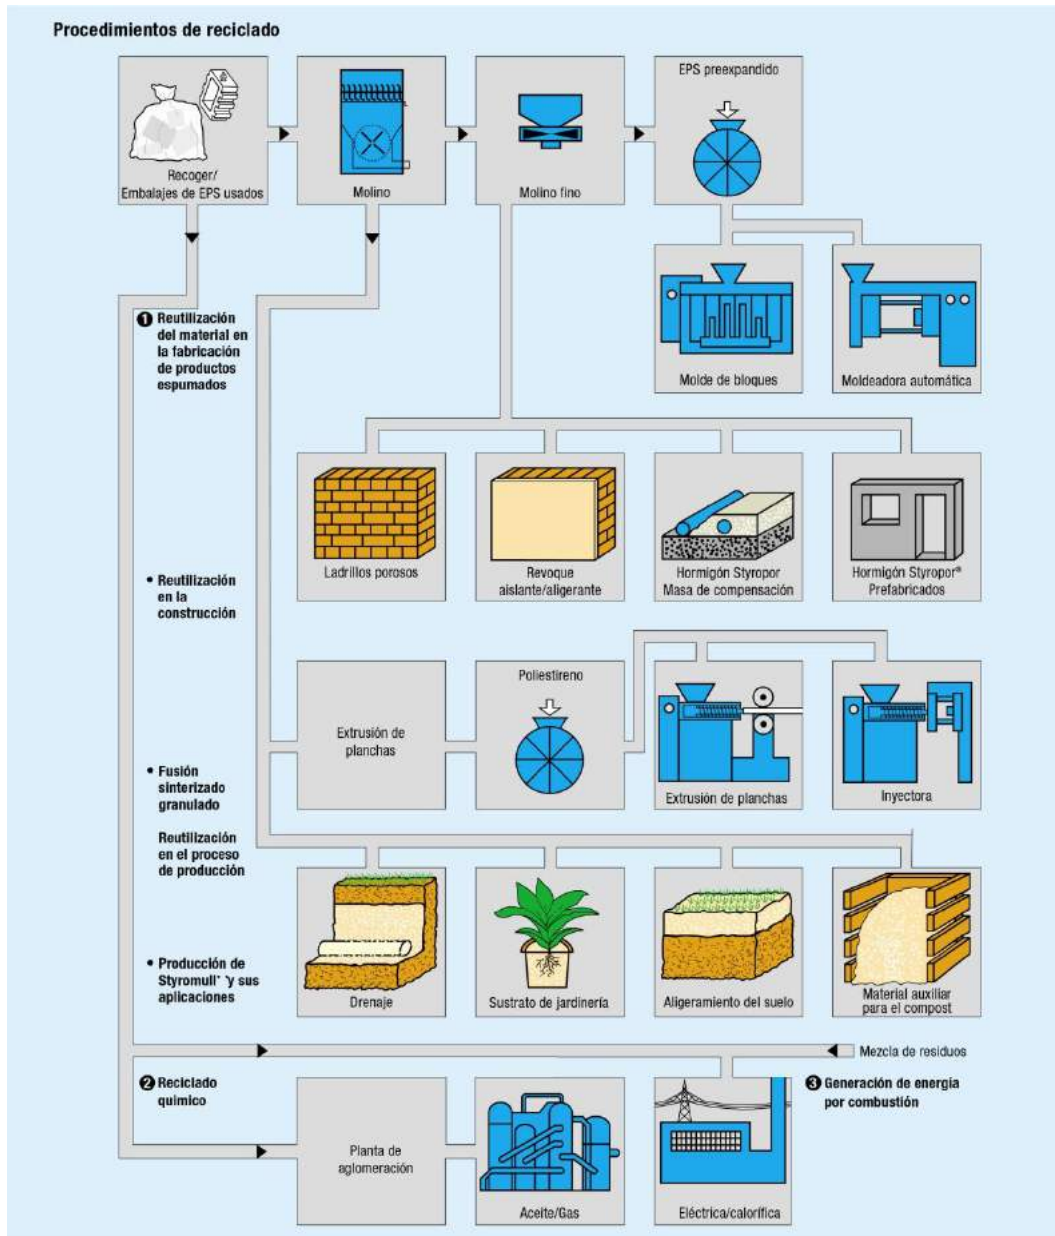 Procedimientos de reciclado
EPS preexpandido
Recoger/
Embalajes de EPS usados
Molino
Molino fino
1 Reutilización
del material en
la fabricación
de productos
espumados
Molde de bloques
Moldeadora automática
Ladrillos porosos
Revoque
aislante/aligerante
Hormigón Styropor
Masa de compensación
Hormigón Styropor®
Prefabricados
• Reutilización
en la
construcción
Extrusión de
planchas
Poliestireno
Extrusión de planchas
Inyectora
• Fusión
sinterizado
granulado
Reutilización
en el proceso
de producción
• Producción de
Styromull* 'y sus
aplicaciones
Drenaje
Sustrato de jardinería
Aligeramiento del suelo
Material auxiliar
para el compost
Mezcla de residuos
2 Reciclado
quimico
3 Generación de energía
por combustión
Planta de
aglomeración
Aceite/Gas
Eléctrica/calorífica